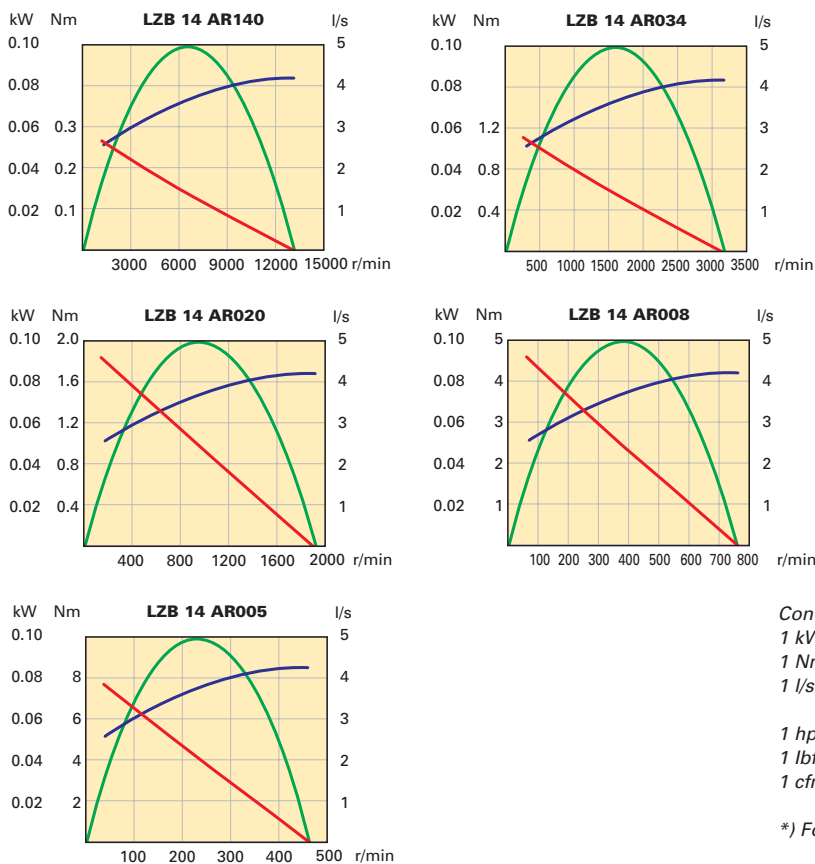 kW Nm LZB 14 AR140 l/s
0.10 5
0.08 4
0.06 0.3 3
0.04 0.2 2
0.02 0.1 1
3000 6000 9000 12000 15000 r/min
kW Nm LZB 14 AR034 l/s
0.10 5
0.08 4
0.06 1.2 3
0.04 0.8 2
0.02 0.4 1
500 1000 1500 2000 2500 3000 3500 r/min
kW Nm LZB 14 AR020 l/s
0.10 2.0 5
0.08 1.6 4
0.06 1.2 3
0.04 0.8 2
0.02 0.4 1
400 800 1200 1600 2000 r/min
kW Nm LZB 14 AR008 l/s
0.10 5 5
0.08 4 4
0.06 3 3
0.04 2 2
0.02 1 1
100 200 300 400 500 600 700 800
r/min
kW Nm LZB 14 AR005 l/s
0.10 5
0.08 8 4
0.06 6 3
0.04 4 2
0.02 2 1
100 200 300 400 500 r/min
Con
1 kW
1 Nm
1 l/s
1 hp
1 lbf
1 cfm
*) Fo